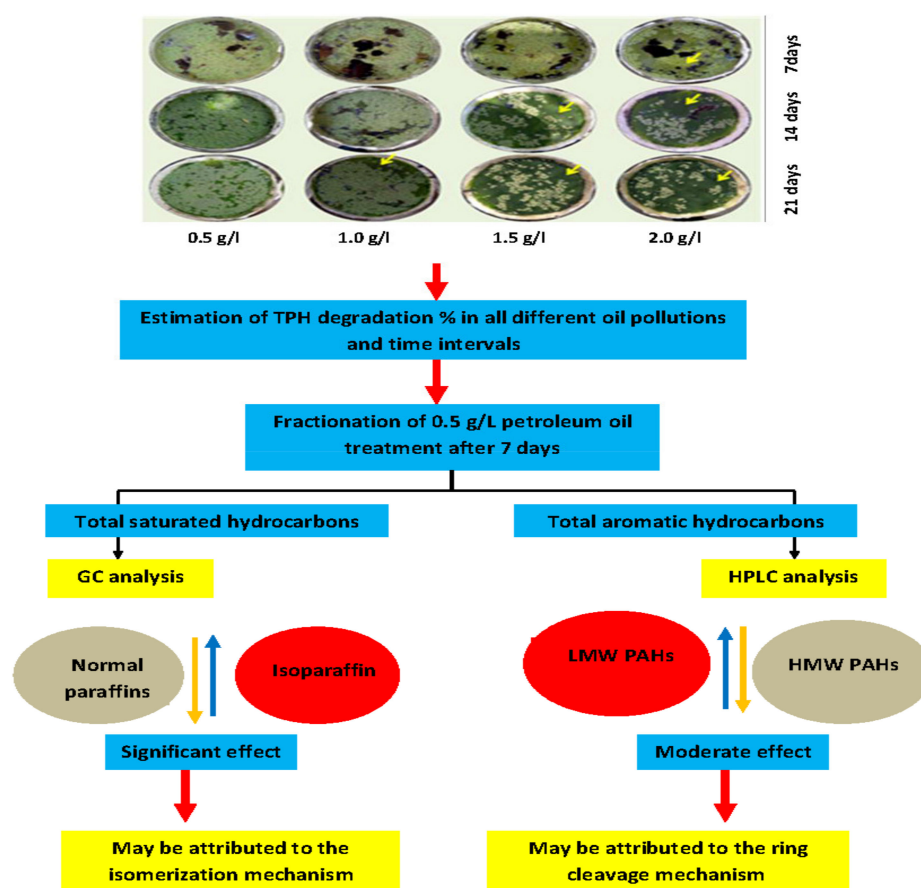 7days
14 days
21 days
0.5 g/l 1.0 g/l 1.5 g/l 2.0 g/l
Estimation of TPH degradation % in all different oil pollutions
and time intervals
Fractionation of 0.5 g/L petroleum oil
treatment after 7 days
Total saturated hydrocarbons
Total aromatic hydrocarbons
GC analysis
HPLC analysis
Normal
paraffins
Isoparaffin
LMW PAHs
HMW PAHs
Significant effect
Moderate effect
May be attributed to the
isomerization mechanism
May be attributed to the ring
cleavage mechanism